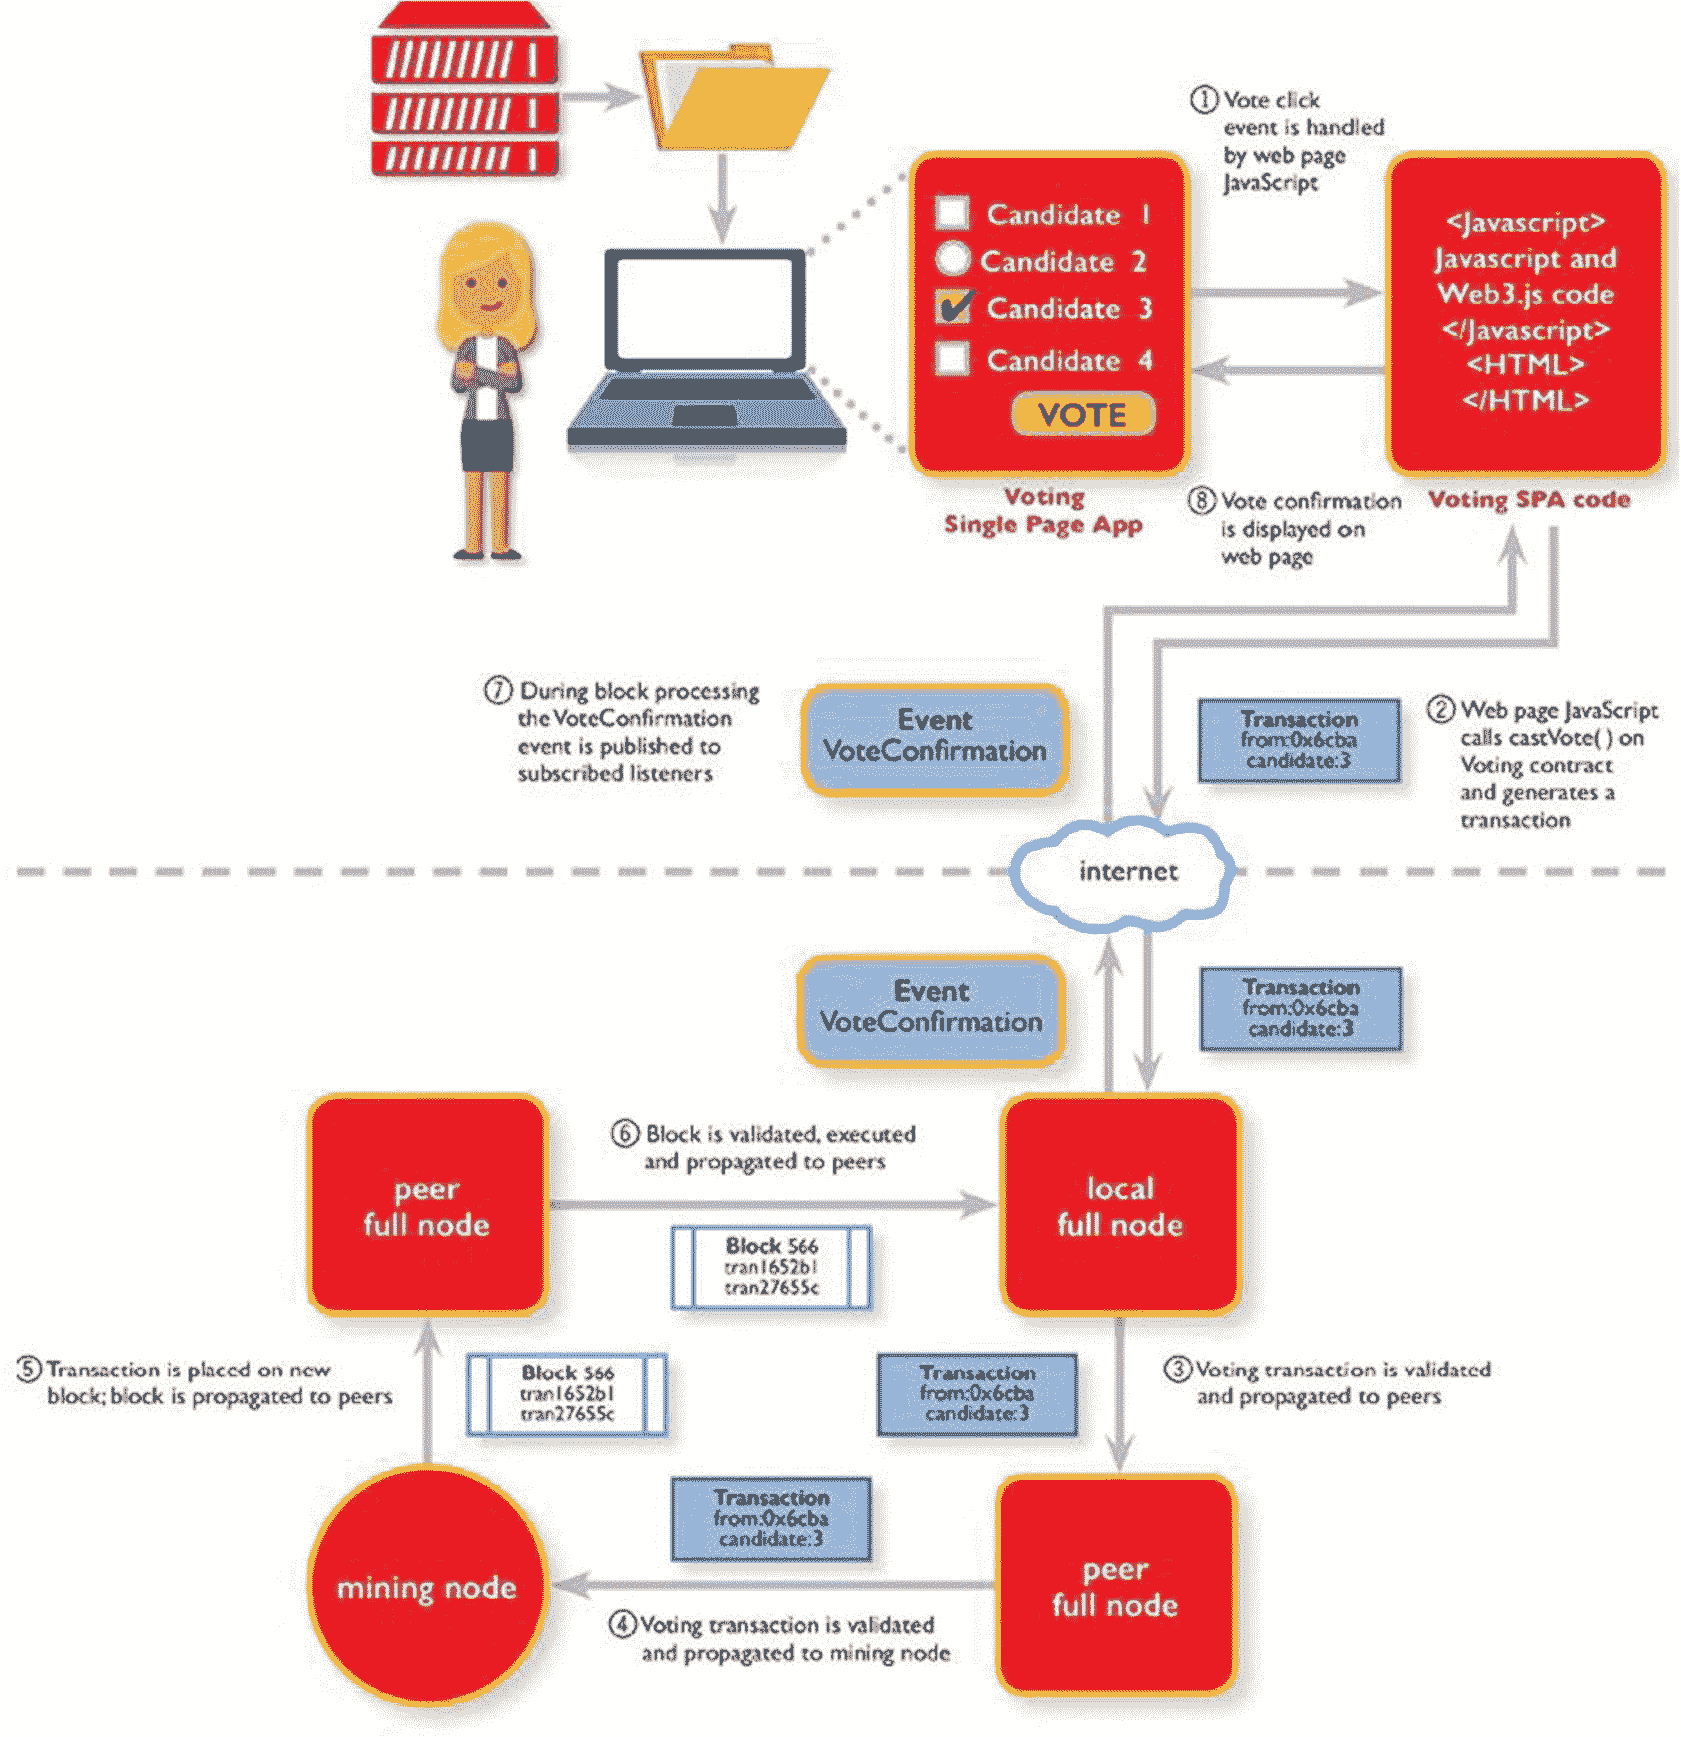 ① Vote click
event is handled
by web page
JavaScript
Candidate 1
Candidate 2
Candidate 3
Candidate 4
VOTE
<Javascript>
Javascript and
Web3.js code
</Javascript>
<HTML>
</HTML>
Voting
Single Page App
⑧ Vote confirmation
is displayed on
web page
Voting SPA code
⑦ During block processing
the VoteConfirmation
event is published to
subscribed listeners
Event
VoteConfirmation
Transaction
from:0x6cba
candidate:3
② Web page JavaScript
calls castVote( ) on
Voting contract
and generates a
transaction
internet
Event
VoteConfirmation
Transaction
from:0x6cba
candidate:3
peer
full node
⑥ Block is validated, executed
and propagated to peers
local
full node
Block 566
tran1652b1
tran27655c
⑤ Transaction is placed on new
block; block is propagated to peers
Block 566
tran1652b1
tran27655c
Transaction
from:0x6cba
candidate:3
③ Voting transaction is validated
and propagated to peers
Transaction
from:0x6cba
candidate:3
mining node
④ Voting transaction is validated
and propagated to mining node
peer
full node